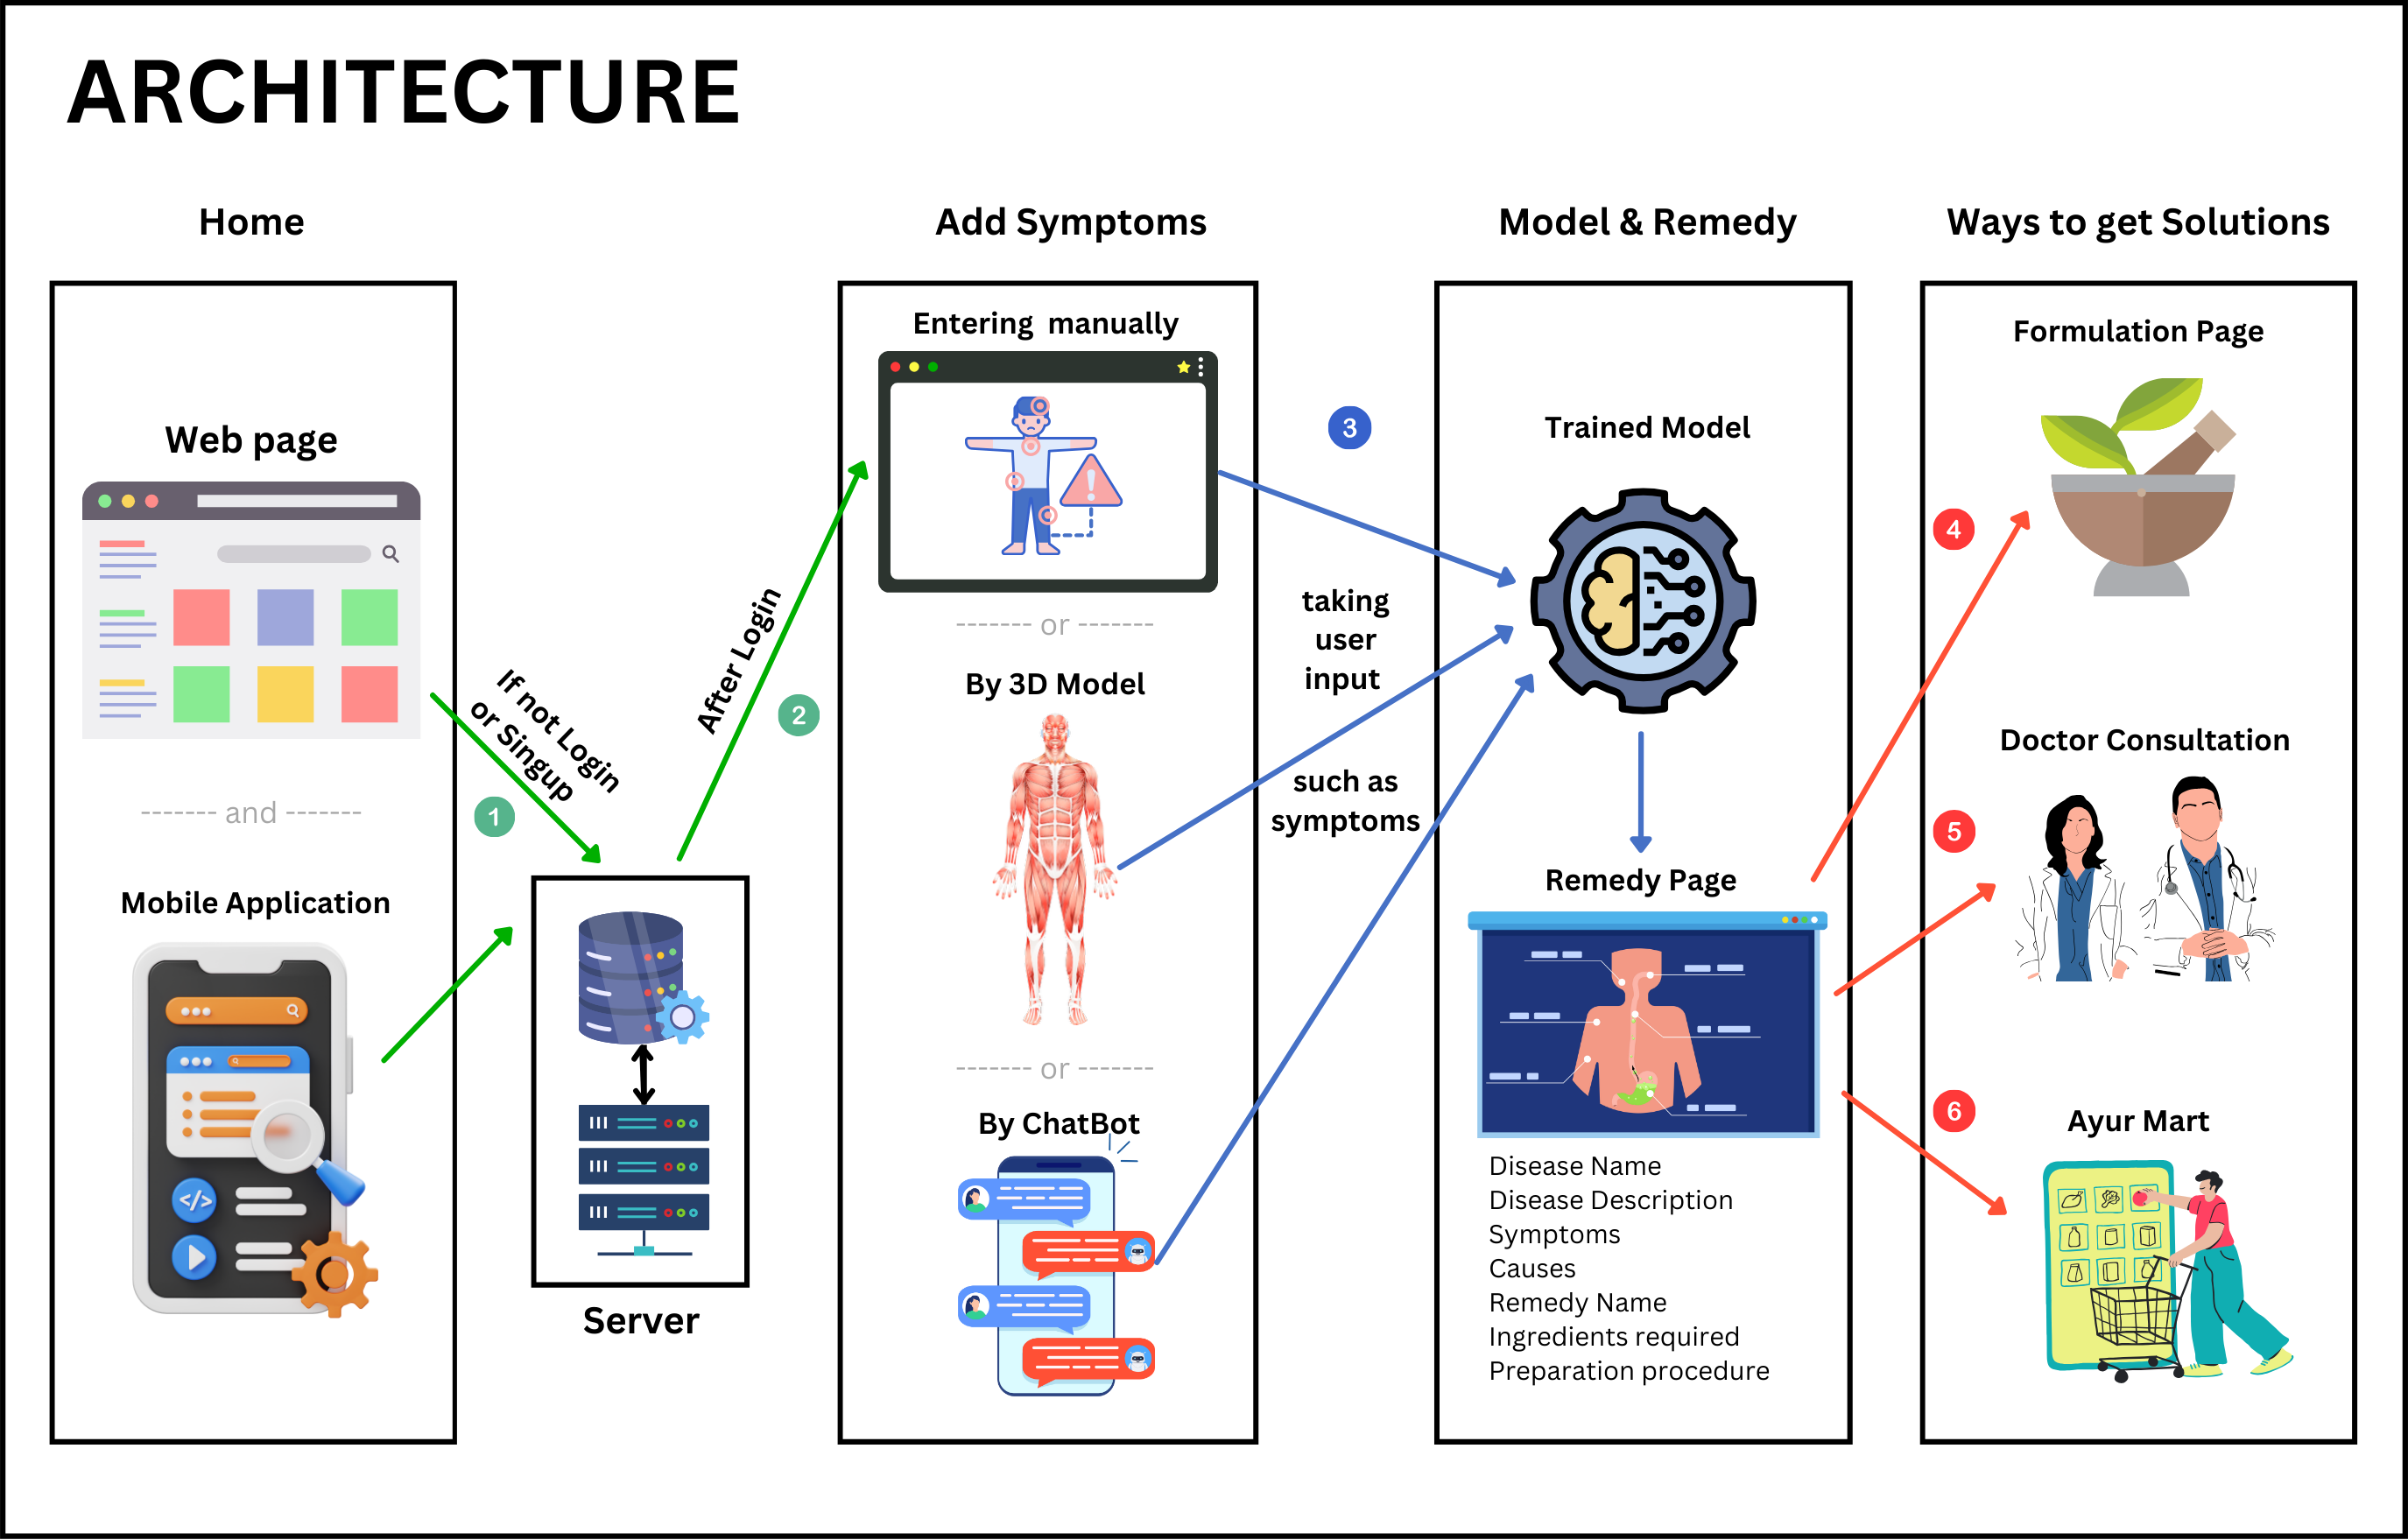 ARCHITECTURE
Home
Web page
------- and -------
Mobile Application
If not Login
or Singup
1
Server
After Login
2
Add Symptoms
Entering manually
------- or -------
By 3D Model
------- or -------
By ChatBot
3
taking
user
input
such as
symptoms
Model & Remedy
Trained Model
Remedy Page
Disease Name
Disease Description
Symptoms
Causes
Remedy Name
Ingredients required
Preparation procedure
Ways to get Solutions
Formulation Page
4
Doctor Consultation
5
Ayur Mart
6